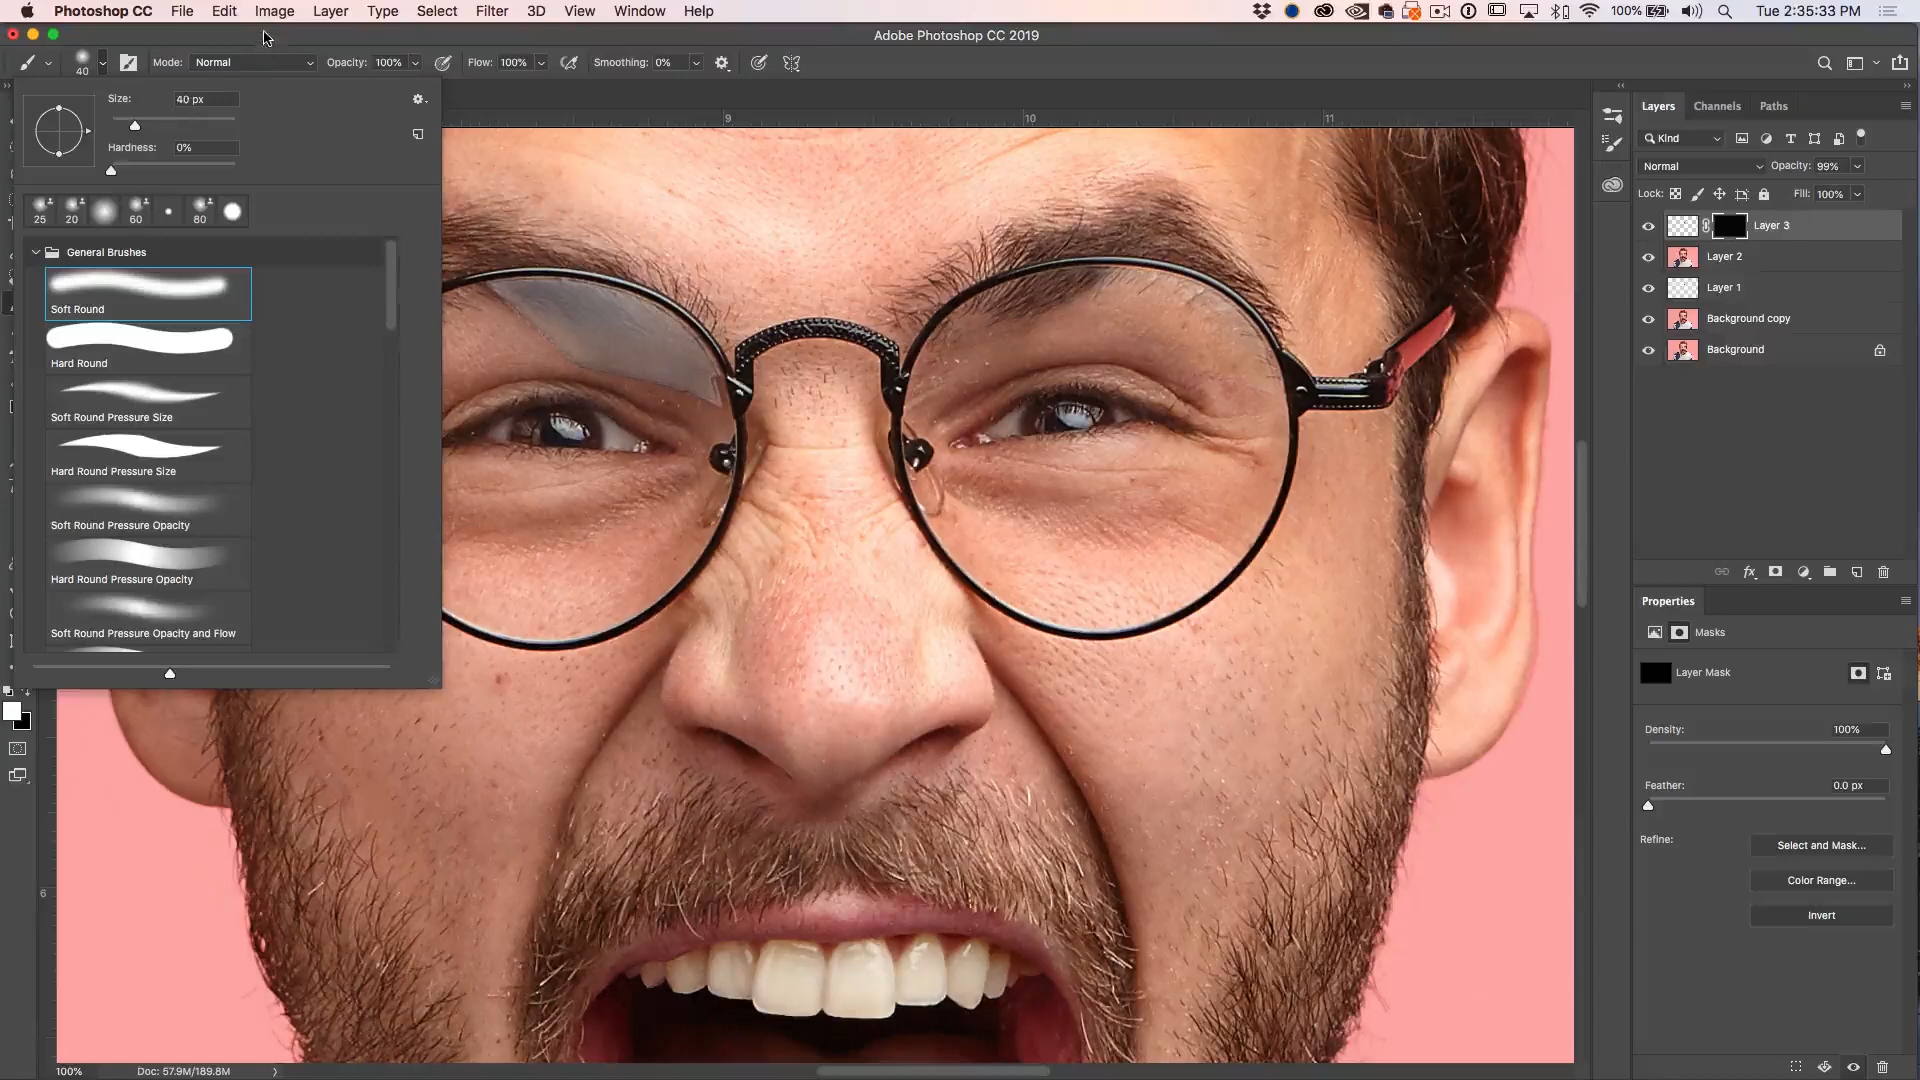 Photoshop CC File Edit Image Layer Type Select Filter 3D View Window Help 100% Tue 2:35:33 PM
Adobe Photoshop CC 2019
40 Mode: Normal Opacity: 100% Flow: 100% Smoothing: 0%
Size: 40 px
Hardness: 0%
25 20 60 80
General Brushes
Soft Round
Hard Round
Soft Round Pressure Size
Hard Round Pressure Size
Soft Round Pressure Opacity
Hard Round Pressure Opacity
Soft Round Pressure Opacity and Flow
9 10 11
6
100% Doc: 57.9M/189.8M
Layers Channels Paths
Kind
Normal Opacity: 99%
Lock: Fill: 100%
Layer 3
Layer 2
Layer 1
Background copy
Background
fx
Properties
Masks
Layer Mask
Density: 100%
Feather: 0.0 px
Refine: Select and Mask...
Color Range...
Invert